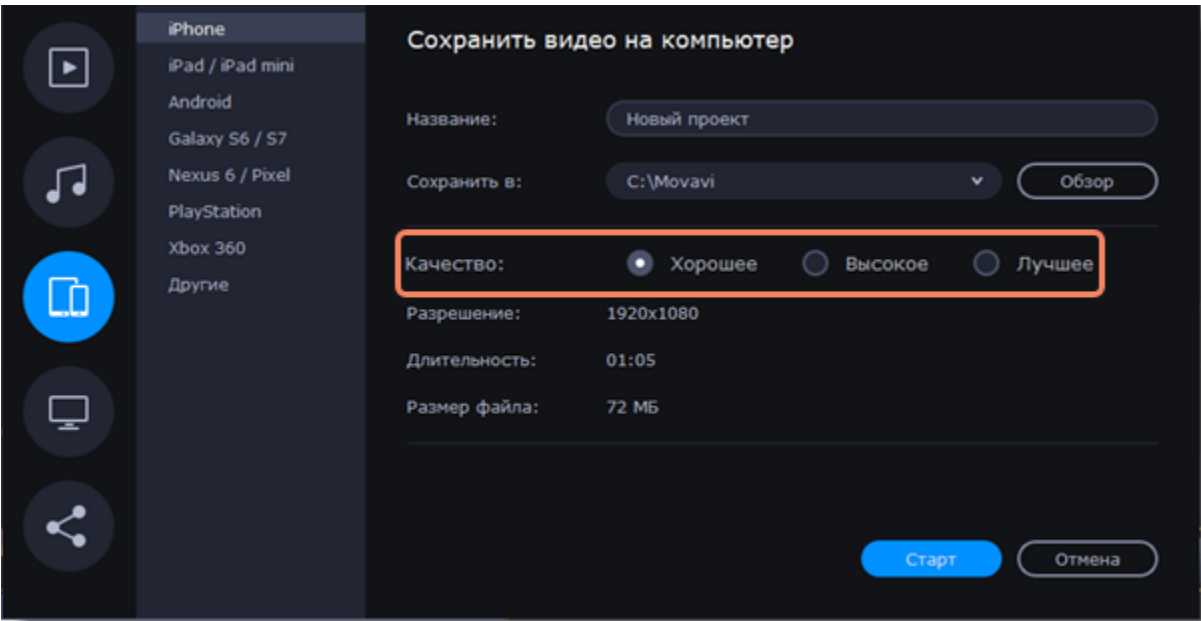 iPhone
iPad / iPad mini
Android
Galaxy S6 / S7
Nexus 6 / Pixel
PlayStation
Xbox 360
Другие
Сохранить видео на компьютер
Название: Новый проект
Сохранить в: C:\Movavi Обзор
Качество: Хорошее Высокое Лучшее
Разрешение: 1920x1080
Длительность: 01:05
Размер файла: 72 МБ
Старт Отмена